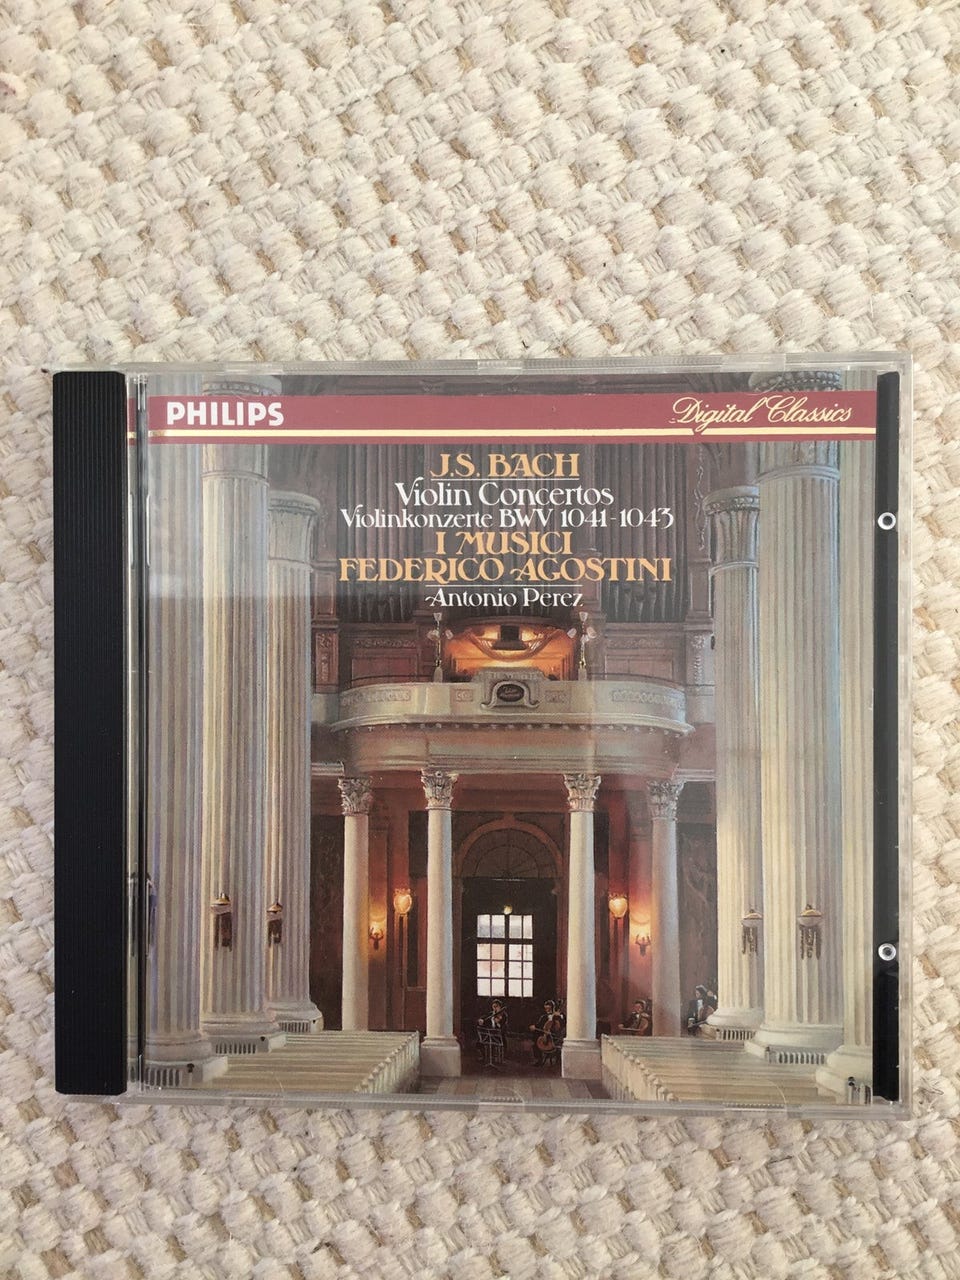 PHILIPS
Digital Classics
J.S. BACH
Violin Concertos
Violinkonzerte BWV 1041-1043
I MUSICI
FEDERICO AGOSTINI
Antonio Perez